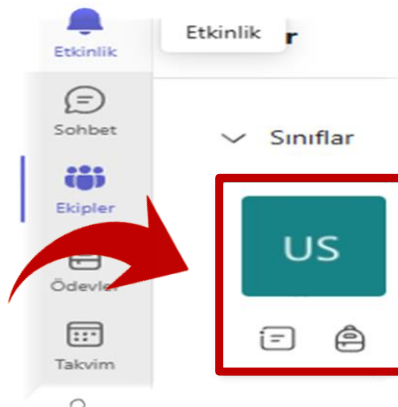 Etkinlik
Etkinlik
r
Sohbet
Sınıflar
Ekipler
US
Ödevler
Takvim